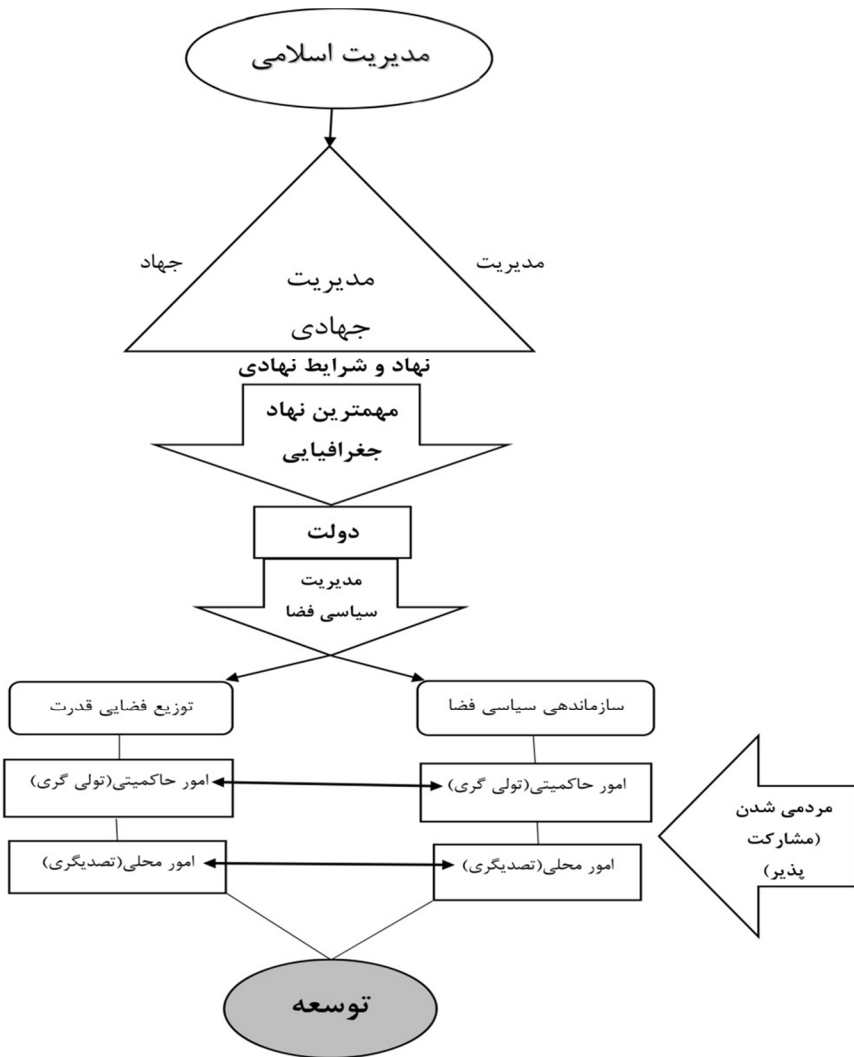 مدیریت اسلامی
مدیریت
جهاد
مدیریت
جهادی
نهاد و شرایط نهادی
مهمترین نهاد
جغرافیایی
دولت
مدیریت
سیاسی فضا
سازماندهی سیاسی فضا
توزیع فضایی قدرت
امور حاکمیتی(تولی گری)
امور حاکمیتی(تولی گری)
امور محلی(تصدیگری)
امور محلی(تصدیگری)
مردمی شدن
(مشارکت
پذیر)
توسعه